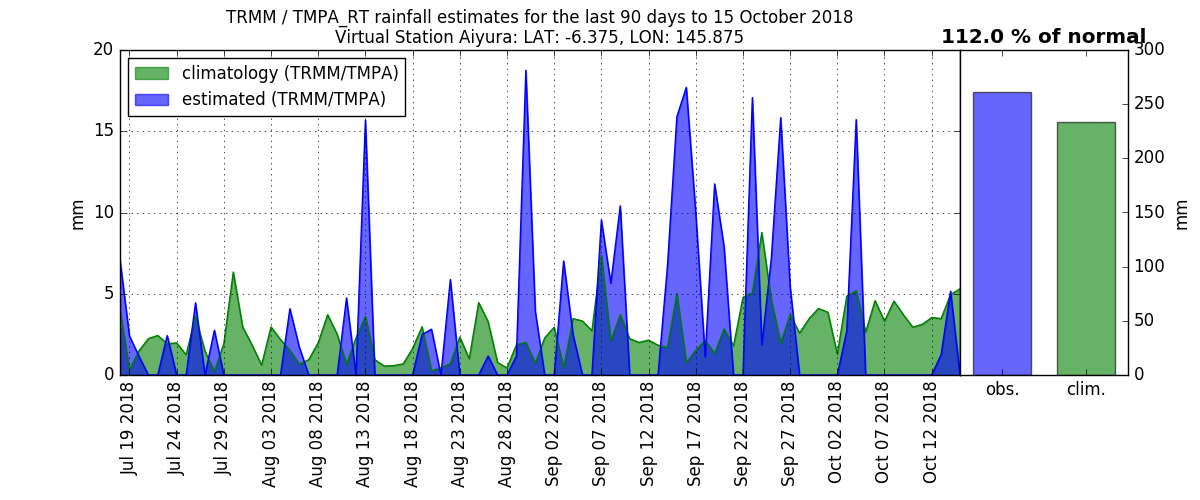 TRMM / TMPA_RT rainfall estimates for the last 90 days to 15 October 2018
Virtual Station Aiyura: LAT: -6.375, LON: 145.875
112.0 % of normal
climatology (TRMM/TMPA)
estimated (TRMM/TMPA)
20
15
10
5
0
mm
Jul 19 2018
Jul 24 2018
Jul 29 2018
Aug 03 2018
Aug 08 2018
Aug 13 2018
Aug 18 2018
Aug 23 2018
Aug 28 2018
Sep 02 2018
Sep 07 2018
Sep 12 2018
Sep 17 2018
Sep 22 2018
Sep 27 2018
Oct 02 2018
Oct 07 2018
Oct 12 2018
obs.
clim.
300
250
200
150
100
50
0
mm